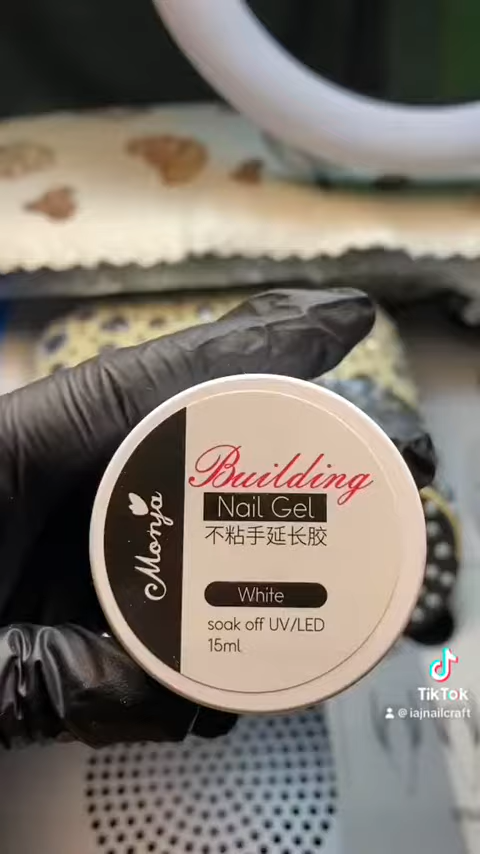 Monja
Building
Nail Gel
不粘手延长胶
White
soak off UV/LED
15ml
TikTok
@iajnailcraft